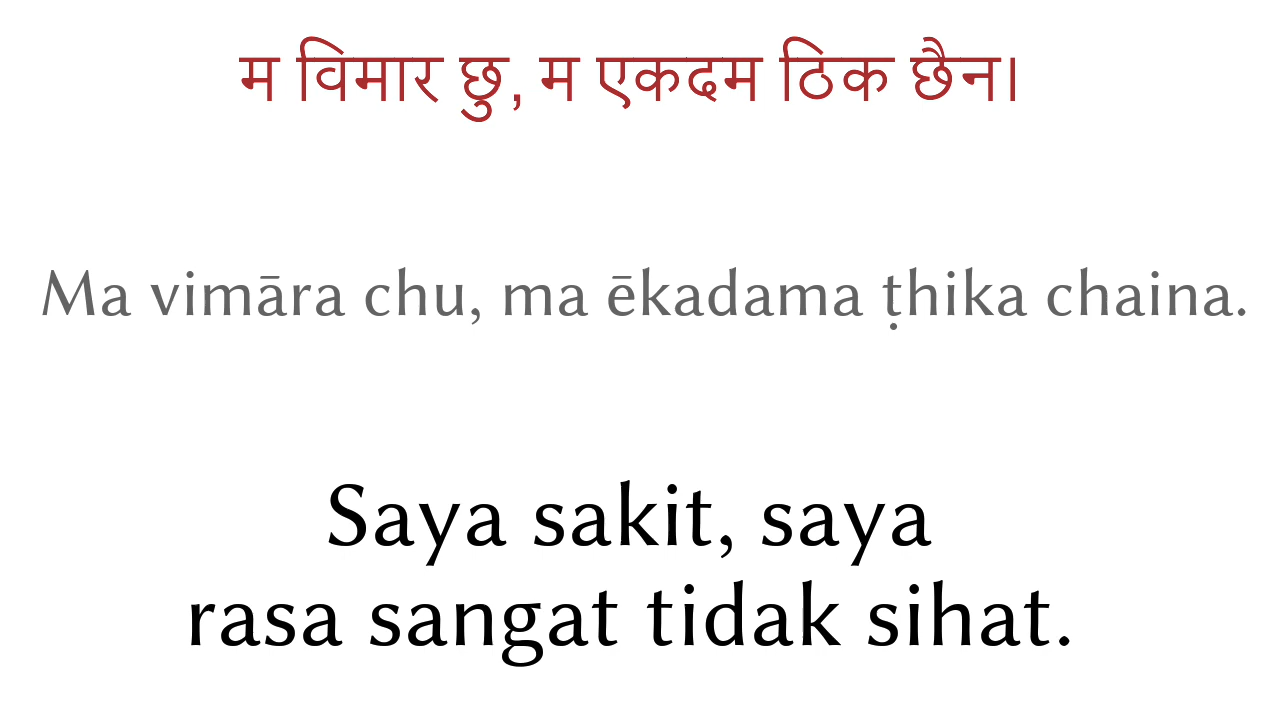 म विमार छु, म एकदम ठिक छैन।
Ma vimāra chu, ma ēkadama ṭhika chaina.
Saya sakit, saya
rasa sangat tidak sihat.